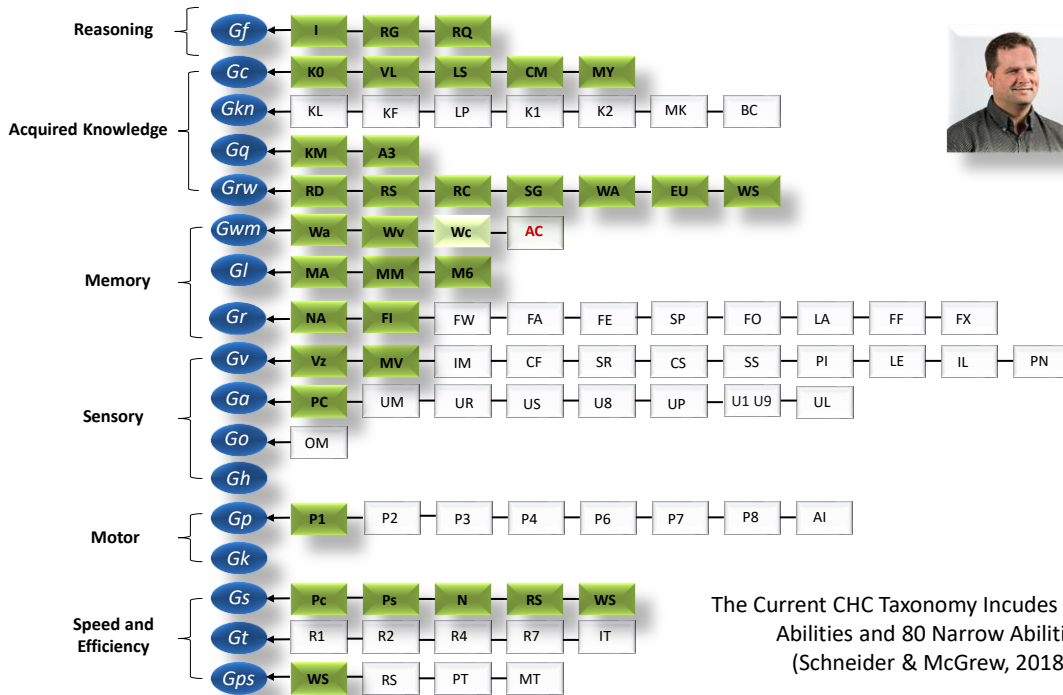 Reasoning
Gf I RG RQ
Gc K0 VL LS CM MY
Gkn KL KF LP K1 K2 MK BC
Acquired Knowledge
Gq KM A3
Grw RD RS RC SG WA EU WS
Gwm Wa Wv Wc AC
Gl MA MM M6
Memory
Gr NA FI FW FA FE SP FO LA FF FX
Gv Vz MV IM CF SR CS SS PI LE IL PN
Ga PC UM UR US U8 UP U1 U9 UL
Sensory
Go OM
Gh
Gp P1 P2 P3 P4 P6 P7 P8 AI
Motor
Gk
Gs Pc Ps N RS WS
Speed and
Efficiency
Gt R1 R2 R4 R7 IT
Gps WS RS PT MT
The Current CHC Taxonomy Incudes
Abilities and 80 Narrow Abiliti
(Schneider & McGrew, 2018